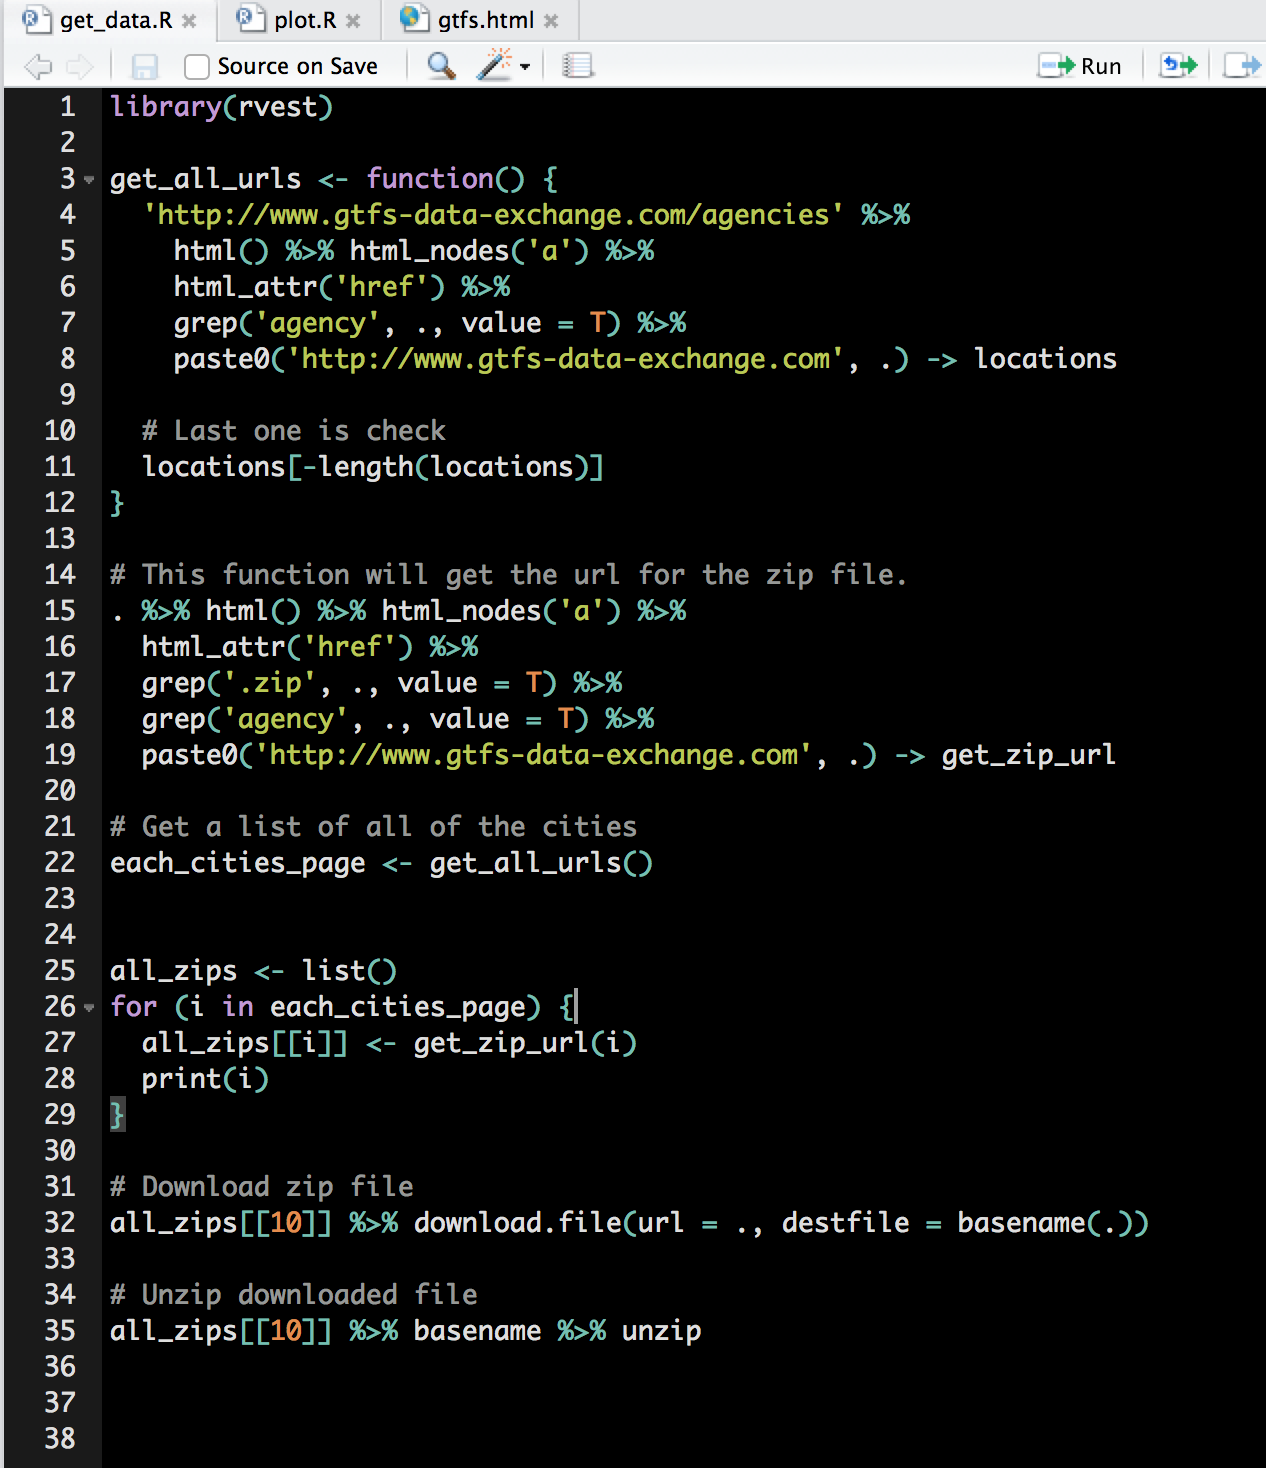 get_data.R plot.R gtfs.html
Source on Save Run
1 library(rvest)
2
3 get_all_urls <- function() {
4   'http://www.gtfs-data-exchange.com/agencies' %>%
5     html() %>% html_nodes('a') %>%
6     html_attr('href') %>%
7     grep('agency', ., value = T) %>%
8     paste0('http://www.gtfs-data-exchange.com', .) -> locations
9
10   # Last one is check
11   locations[-length(locations)]
12 }
13
14 # This function will get the url for the zip file.
15 . %>% html() %>% html_nodes('a') %>%
16   html_attr('href') %>%
17   grep('.zip', ., value = T) %>%
18   grep('agency', ., value = T) %>%
19   paste0('http://www.gtfs-data-exchange.com', .) -> get_zip_url
20
21 # Get a list of all of the cities
22 each_cities_page <- get_all_urls()
23
24
25 all_zips <- list()
26 for (i in each_cities_page) {
27   all_zips[[i]] <- get_zip_url(i)
28   print(i)
29 }
30
31 # Download zip file
32 all_zips[[10]] %>% download.file(url = ., destfile = basename(.))
33
34 # Unzip downloaded file
35 all_zips[[10]] %>% basename %>% unzip
36
37
38